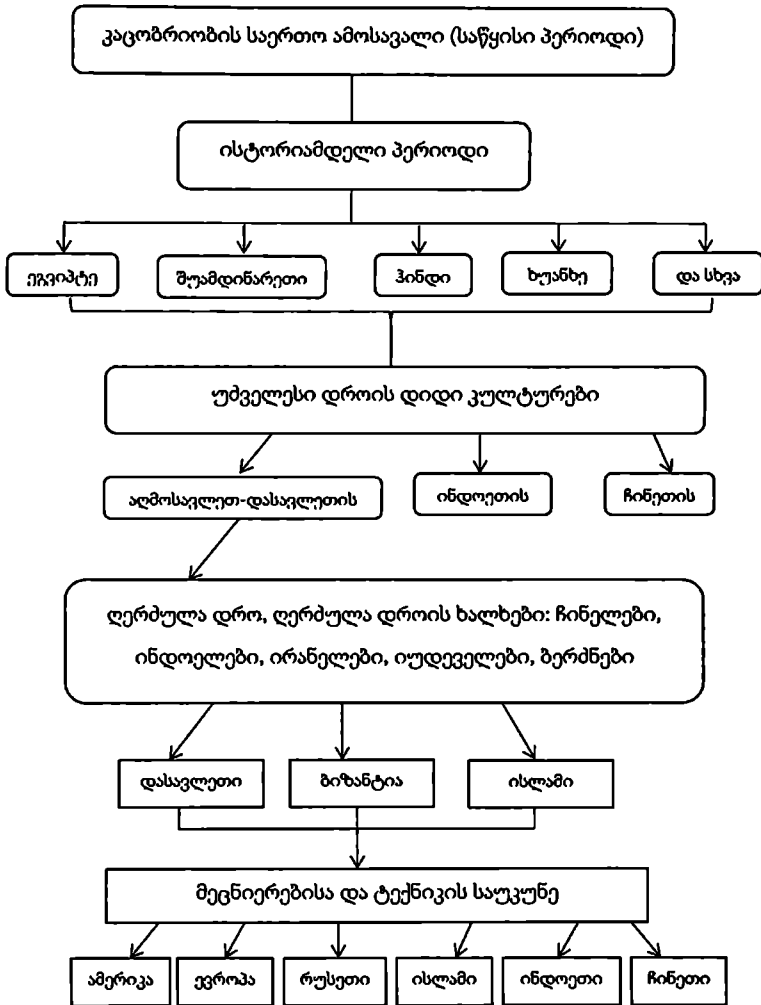 კაცობრიობის საერთო ამოსავალი (საწყისი პერიოდი)
ისტორიამდელი პერიოდი
ეგვიპტე
შუამდინარეთი
ჰინდი
ხუანხე
და სხვა
უძველესი დროის დიდი კულტურები
აღმოსავლეთ-დასავლეთის
ინდოეთის
ჩინეთის
ღერძულა დრო, ღერძულა დროის ხალხები: ჩინელები,
ინდოელები, ირანელები, იუდეველები, ბერძნები
დასავლეთი
ბიზანტია
ისლამი
მეცნიერებისა და ტექნიკის საუკუნე
ამერიკა
ევროპა
რუსეთი
ისლამი
ინდოეთი
ჩინეთი